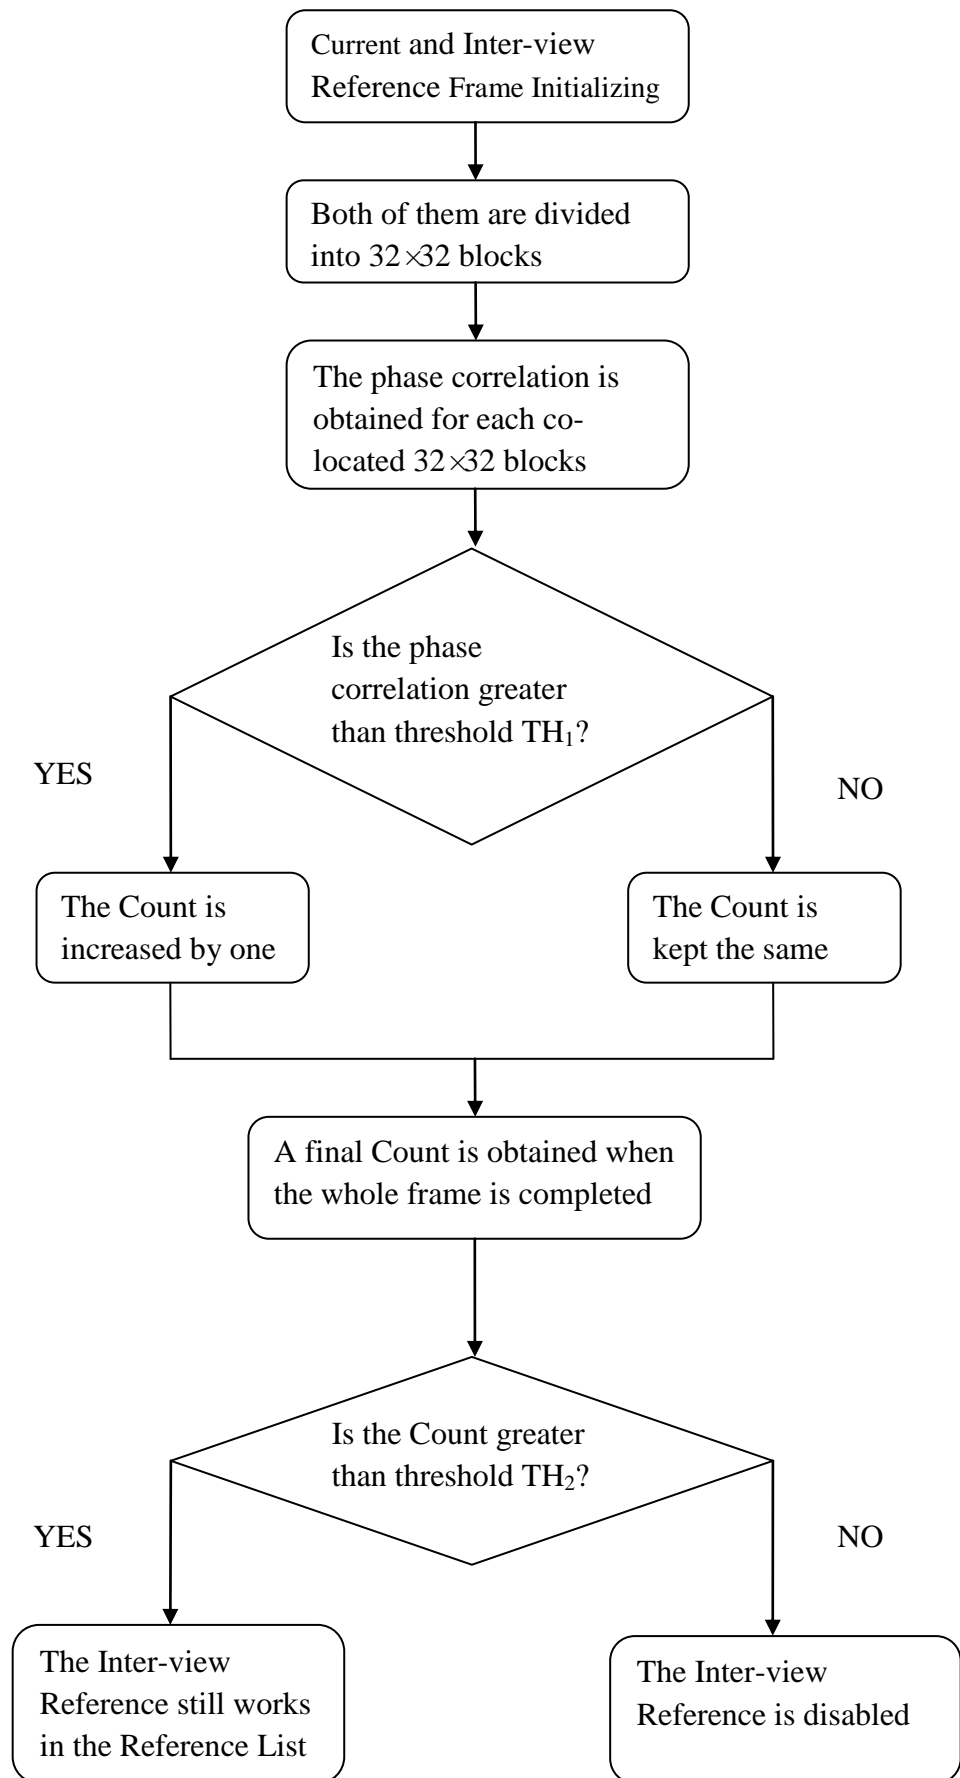 Current and Inter-view
Reference Frame Initializing
Both of them are divided
into 32×32 blocks
The phase correlation is
obtained for each co-
located 32×32 blocks
Is the phase
correlation greater
than threshold TH₁?
YES
NO
The Count is
increased by one
The Count is
kept the same
A final Count is obtained when
the whole frame is completed
Is the Count greater
than threshold TH₂?
YES
NO
The Inter-view
Reference still works
in the Reference List
The Inter-view
Reference is disabled